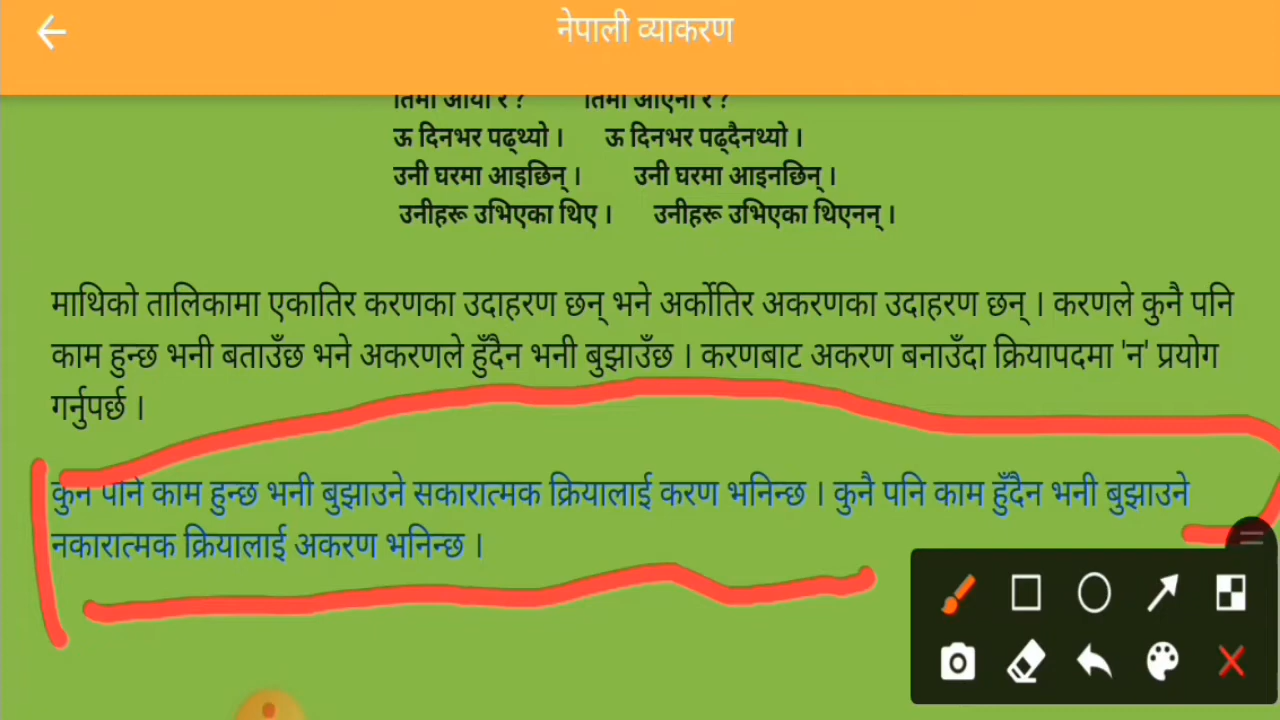 नेपाली व्याकरण
तिमी आयौ र ? तिमी आएनौ र ?
ऊ दिनभर पढ्थ्यो । ऊ दिनभर पढ्दैनथ्यो ।
उनी घरमा आइछिन् । उनी घरमा आइनछिन् ।
उनीहरू उभिएका थिए । उनीहरू उभिएका थिएनन् ।
माथिको तालिकामा एकातिर करणका उदाहरण छन् भने अर्कोतिर अकरणका उदाहरण छन् । करणले कुनै पनि
काम हुन्छ भनी बताउँछ भने अकरणले हुँदैन भनी बुझाउँछ । करणबाट अकरण बनाउँदा क्रियापदमा 'न' प्रयोग
गर्नुपर्छ ।
कुनै पनि काम हुन्छ भनी बुझाउने सकारात्मक क्रियालाई करण भनिन्छ । कुनै पनि काम हुँदैन भनी बुझाउने
नकारात्मक क्रियालाई अकरण भनिन्छ ।